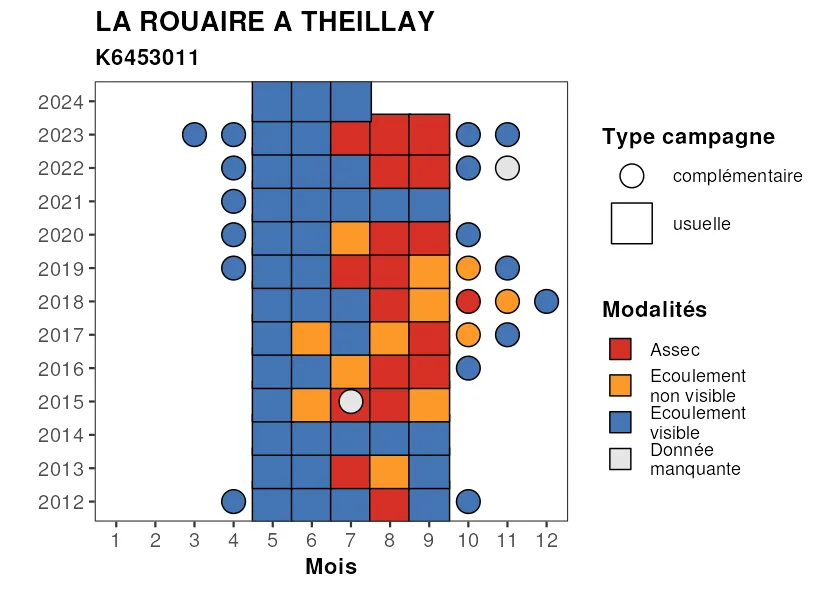 LA ROUAIRE A THEILLAY
K6453011
2024
2023
2022
2021
2020
2019
2018
2017
2016
2015
2014
2013
2012
1 2 3 4 5 6 7 8 9 10 11 12
Mois
Type campagne
complémentaire
usuelle
Modalités
Assec
Ecoulement
non visible
Ecoulement
visible
Donnée
manquante